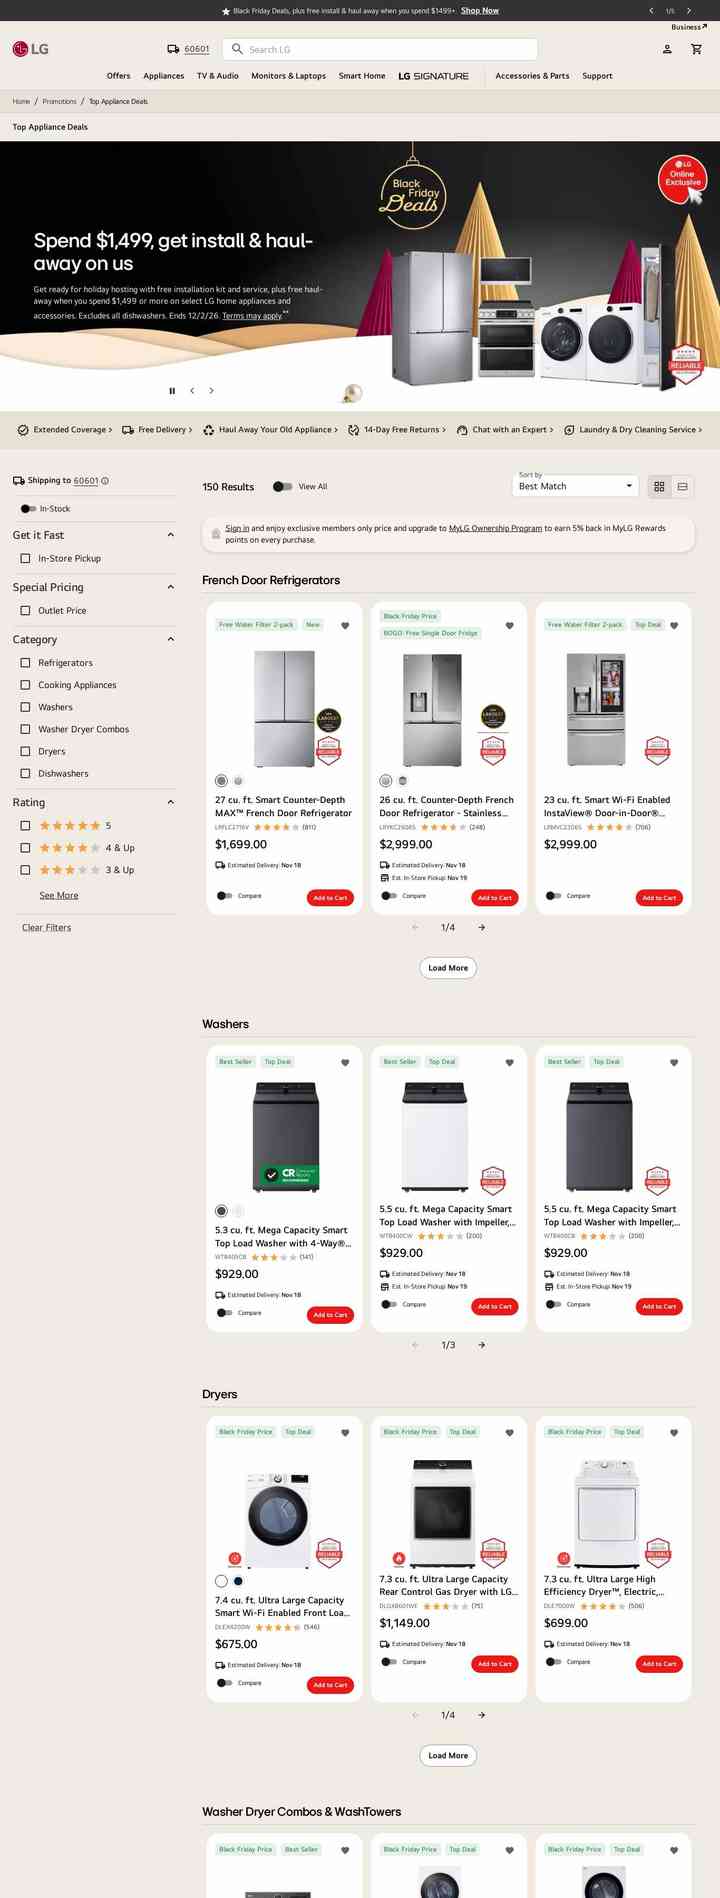 ★ Black Friday Deals, plus free install & haul away when you spend $1499+. Shop Now
1/5
Business
LG
60601
Search LG
Offers
Appliances
TV & Audio
Monitors & Laptops
Smart Home
LG SIGNATURE
Accessories & Parts
Support
Home / Promotions / Top Appliance Deals
Top Appliance Deals
Black Friday Deals
LG
Online
Exclusive
Spend $1,499, get install & haul-
away on us
Get ready for holiday hosting with free installation kit and service, plus free haul-
away when you spend $1,499 or more on select LG home appliances and
accessories. Excludes all dishwashers. Ends 12/2/26. Terms may apply.**
RELIABLE
Extended Coverage >
Free Delivery >
Haul Away Your Old Appliance >
14-Day Free Returns >
Chat with an Expert >
Laundry & Dry Cleaning Service >
Shipping to 60601
In-Stock
Get it Fast
In-Store Pickup
Special Pricing
Outlet Price
Category
Refrigerators
Cooking Appliances
Washers
Washer Dryer Combos
Dryers
Dishwashers
Rating
5
4 & Up
3 & Up
See More
Clear Filters
150 Results
View All
Sort by
Best Match
Sign in and enjoy exclusive members only price and upgrade to MyLG Ownership Program to earn 5% back in MyLG Rewards
points on every purchase.
French Door Refrigerators
Free Water Filter 2-pack
New
LARGEST
RELIABLE
27 cu. ft. Smart Counter-Depth
MAX™ French Door Refrigerator
LRFLC2716V
(811)
$1,699.00
Estimated Delivery: Nov 18
Compare
Add to Cart
Black Friday Price
BOGO: Free Single Door Fridge
LARGEST
RELIABLE
26 cu. ft. Counter-Depth French
Door Refrigerator - Stainless...
LRYKC2606S
(248)
$2,999.00
Estimated Delivery: Nov 18
Est. In-Store Pickup: Nov 19
Compare
Add to Cart
Free Water Filter 2-pack
Top Deal
RELIABLE
23 cu. ft. Smart Wi-Fi Enabled
InstaView® Door-in-Door®...
LRMVC2306S
(706)
$2,999.00
Compare
Add to Cart
1/4
Load More
Washers
Best Seller
Top Deal
CR Consumer Reports
RECOMMENDED
5.3 cu. ft. Mega Capacity Smart
Top Load Washer with 4-Way®...
WT8405CB
(141)
$929.00
Estimated Delivery: Nov 18
Compare
Add to Cart
Best Seller
Top Deal
RELIABLE
5.5 cu. ft. Mega Capacity Smart
Top Load Washer with Impeller,...
WT8400CW
(200)
$929.00
Estimated Delivery: Nov 18
Est. In-Store Pickup: Nov 19
Compare
Add to Cart
Best Seller
Top Deal
RELIABLE
5.5 cu. ft. Mega Capacity Smart
Top Load Washer with Impeller,...
WT8400CB
(200)
$929.00
Estimated Delivery: Nov 18
Est. In-Store Pickup: Nov 19
Compare
Add to Cart
1/3
Dryers
Black Friday Price
Top Deal
RELIABLE
7.4 cu. ft. Ultra Large Capacity
Smart Wi-Fi Enabled Front Loa...
DLEX4200W
(546)
$675.00
Estimated Delivery: Nov 18
Compare
Add to Cart
Black Friday Price
Top Deal
RELIABLE
7.3 cu. ft. Ultra Large Capacity
Rear Control Gas Dryer with LG...
DLGX8601WE
(75)
$1,149.00
Estimated Delivery: Nov 18
Compare
Add to Cart
Black Friday Price
Top Deal
RELIABLE
7.3 cu. ft. Ultra Large High
Efficiency Dryer™, Electric,...
DLE7000W
(506)
$699.00
Estimated Delivery: Nov 18
Compare
Add to Cart
1/4
Load More
Washer Dryer Combos & WashTowers
Black Friday Price
Best Seller
Black Friday Price
Top Deal
Black Friday Price
Top Deal